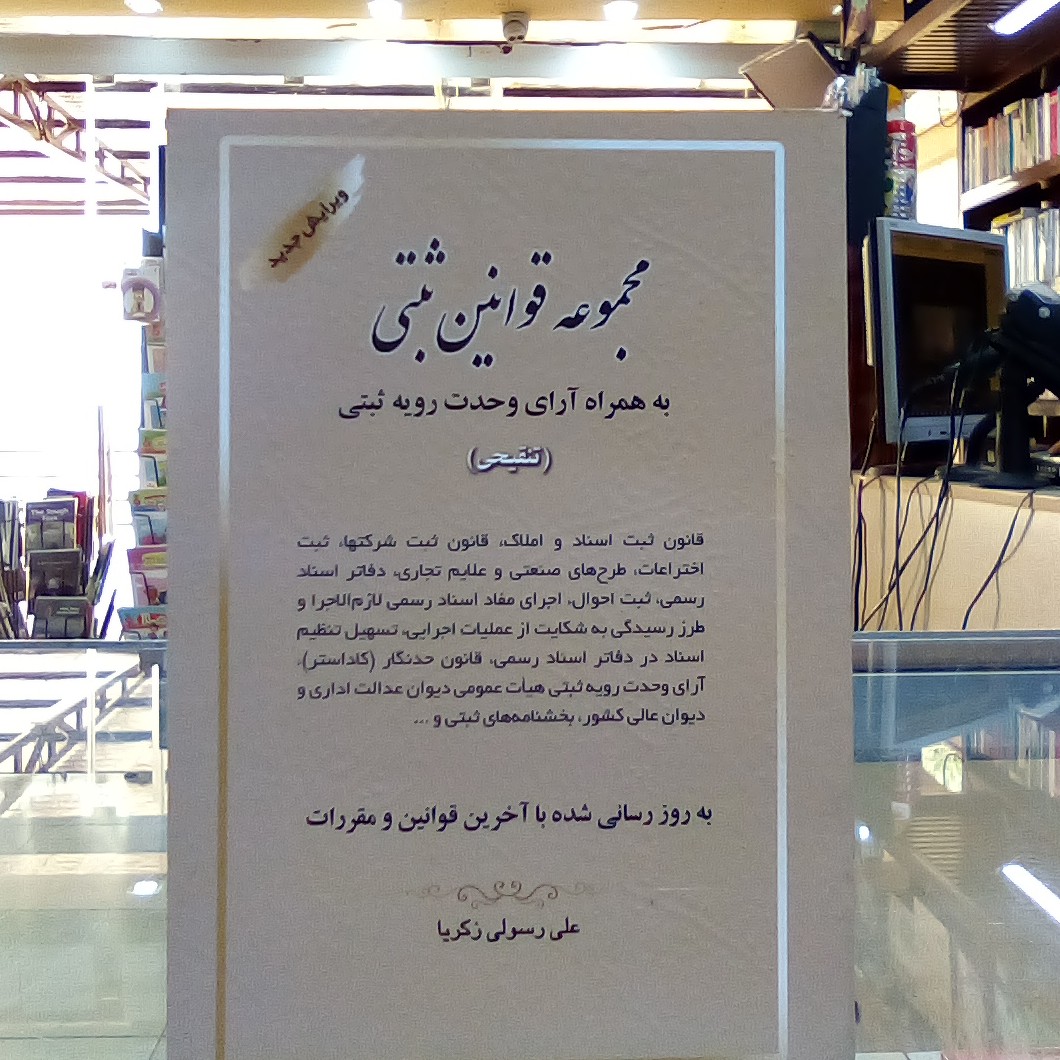 ویرایش جدید
مجموعه قوانین ثبتی
به همراه آرای وحدت رویه ثبتی
(تنقیحی)
قانون ثبت اسناد و املاک، قانون ثبت شرکتها، ثبت
اختراعات، طرح‌های صنعتی و علایم تجاری، دفاتر اسناد
رسمی، ثبت احوال، اجرای مفاد اسناد رسمی لازم‌الاجرا و
طرز رسیدگی به شکایت از عملیات اجرایی، تسهیل تنظیم
اسناد در دفاتر اسناد رسمی، قانون حدنگار (کاداستر)،
آرای وحدت رویه ثبتی هیأت عمومی دیوان عدالت اداری و
دیوان عالی کشور، بخشنامه‌های ثبتی و ...
به روز رسانی شده با آخرین قوانین و مقررات
علی رسولی زکریا